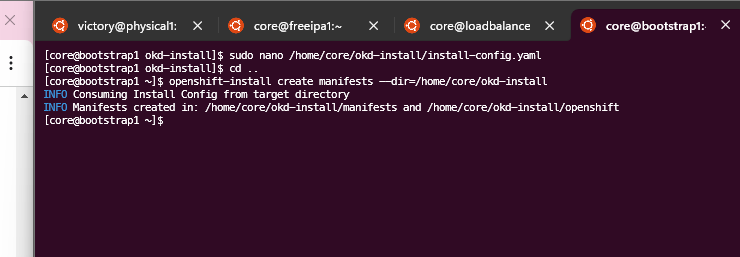 victory@physical1: core@freeipa1:~ core@loadbalance core@bootstrap1:
[core@bootstrap1 okd-install]$ sudo nano /home/core/okd-install/install-config.yaml
[core@bootstrap1 okd-install]$ cd ..
[core@bootstrap1 ~]$ openshift-install create manifests --dir=/home/core/okd-install
INFO Consuming Install Config from target directory
INFO Manifests created in: /home/core/okd-install/manifests and /home/core/okd-install/openshift
[core@bootstrap1 ~]$